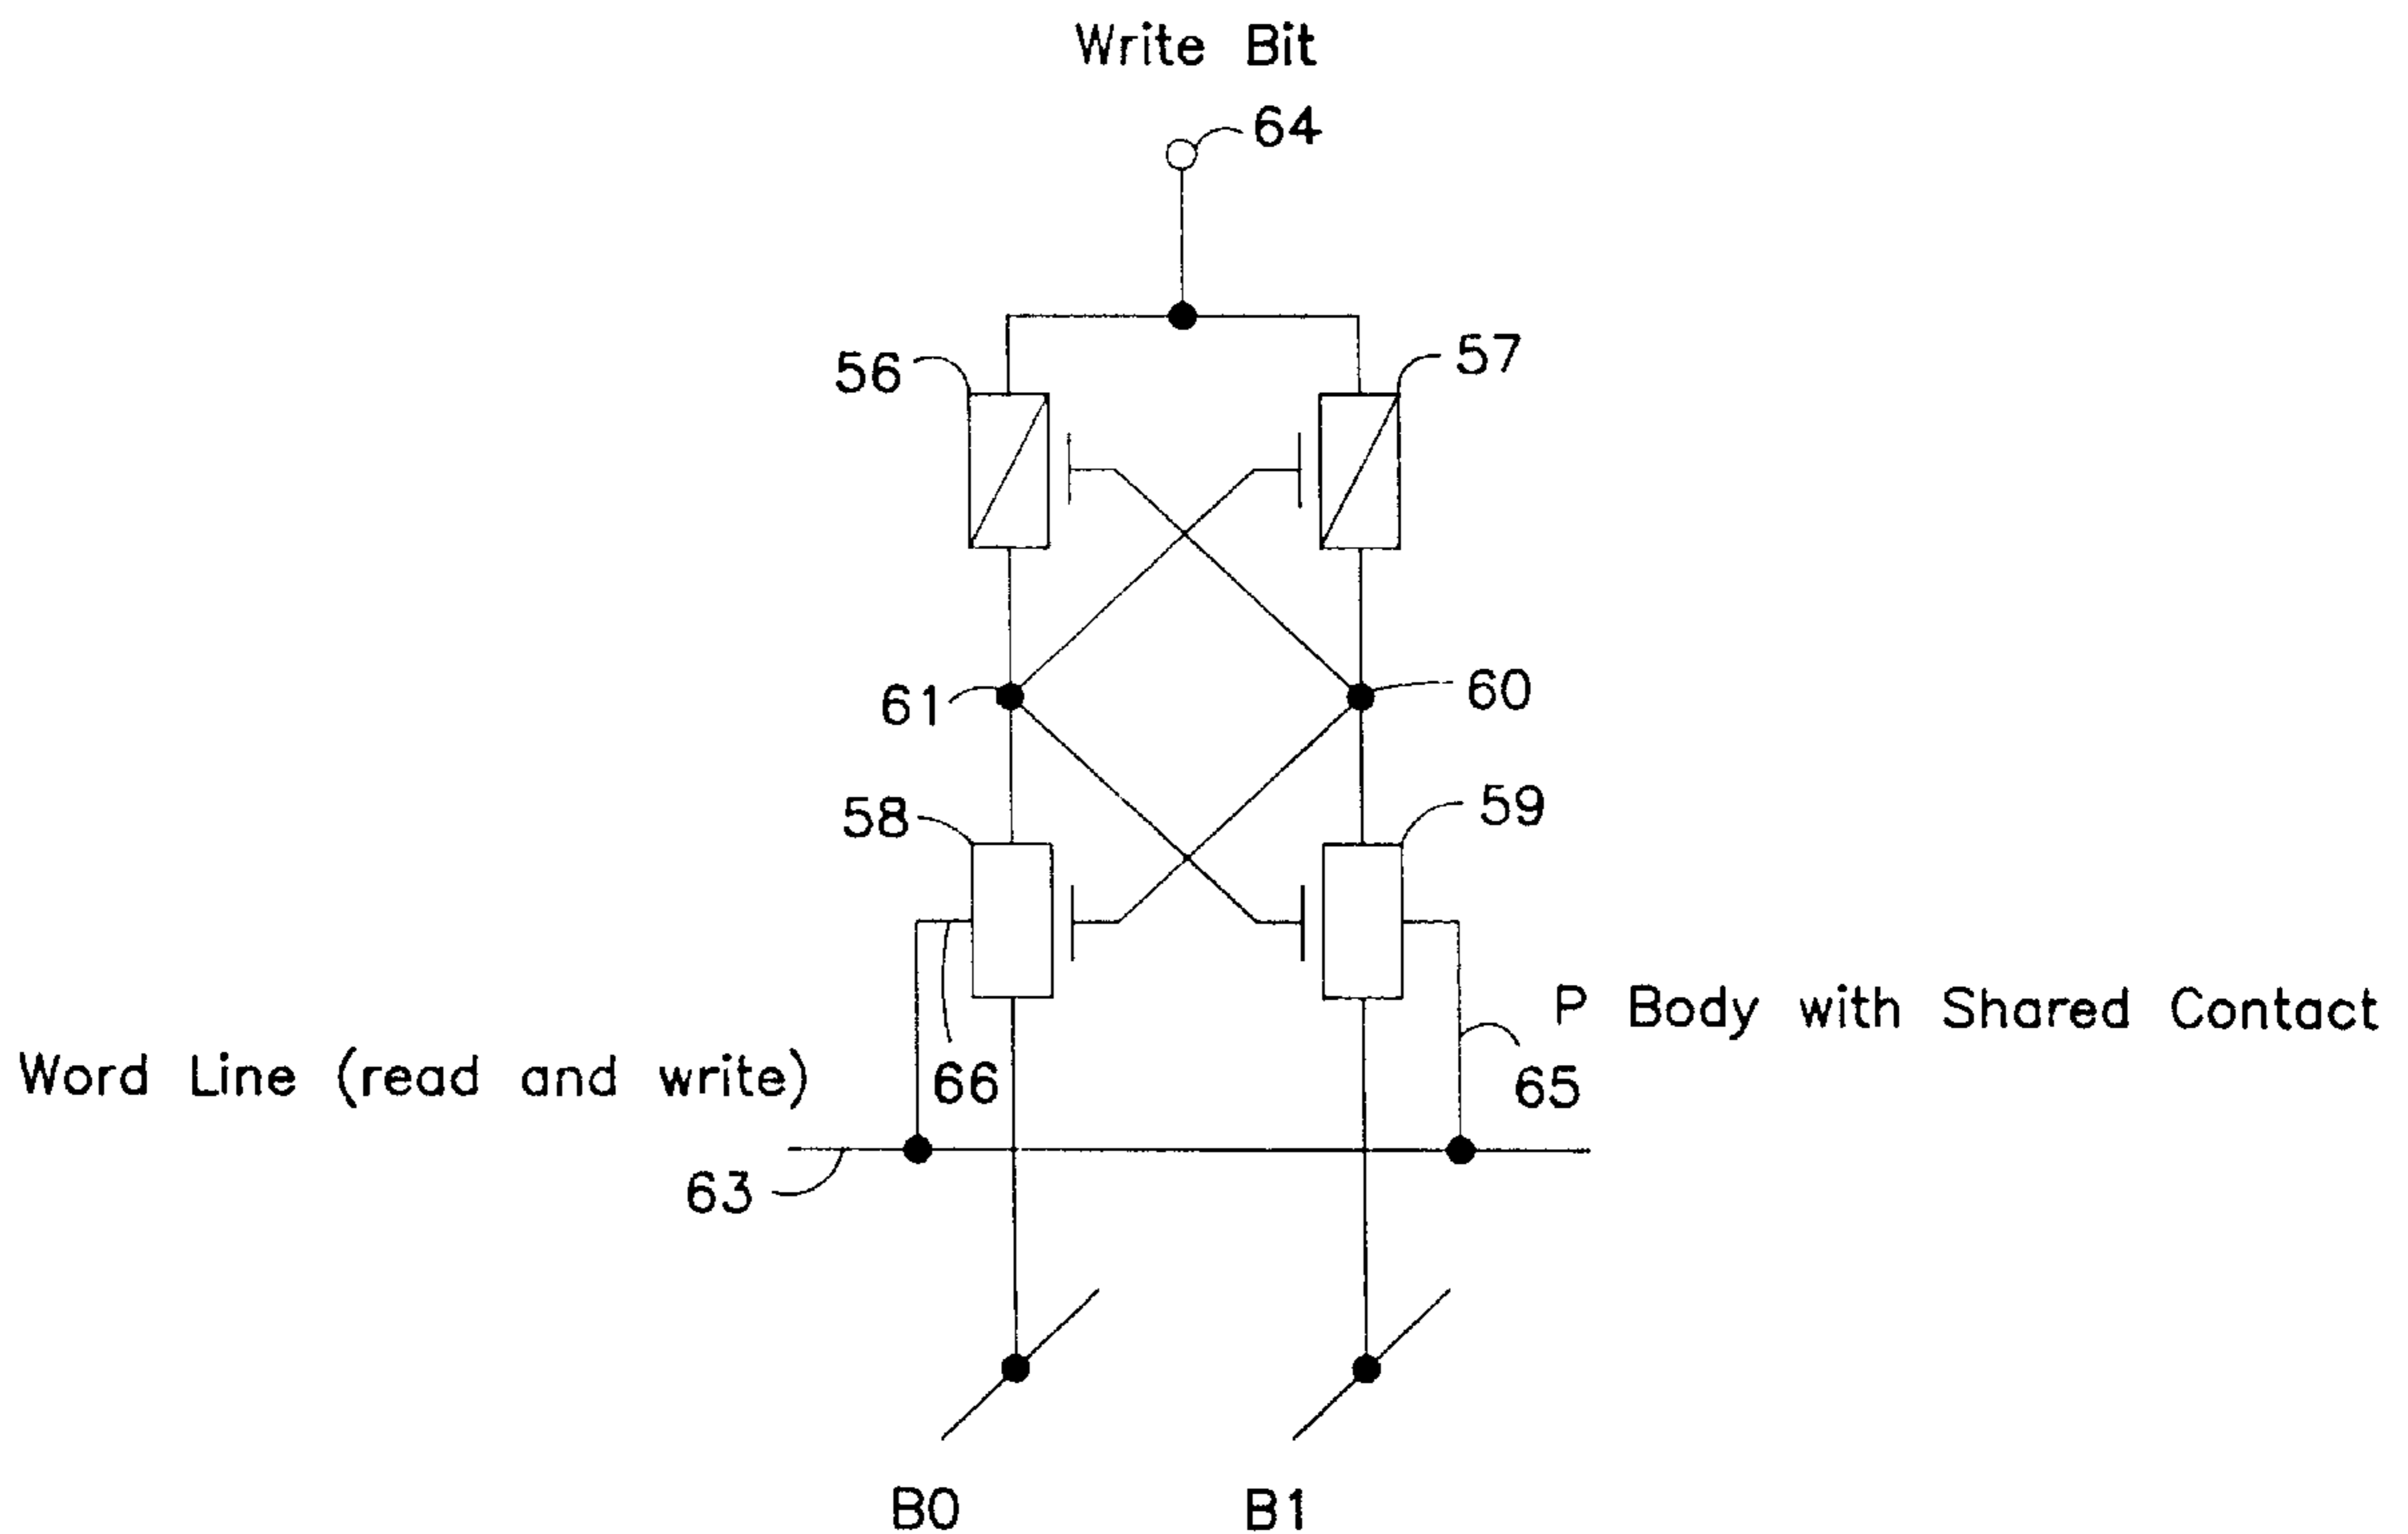 Write Bit
64
56
57
61
60
58
59
P Body with Shared Contact
Word Line (read and write)
66
65
63
B0
B1